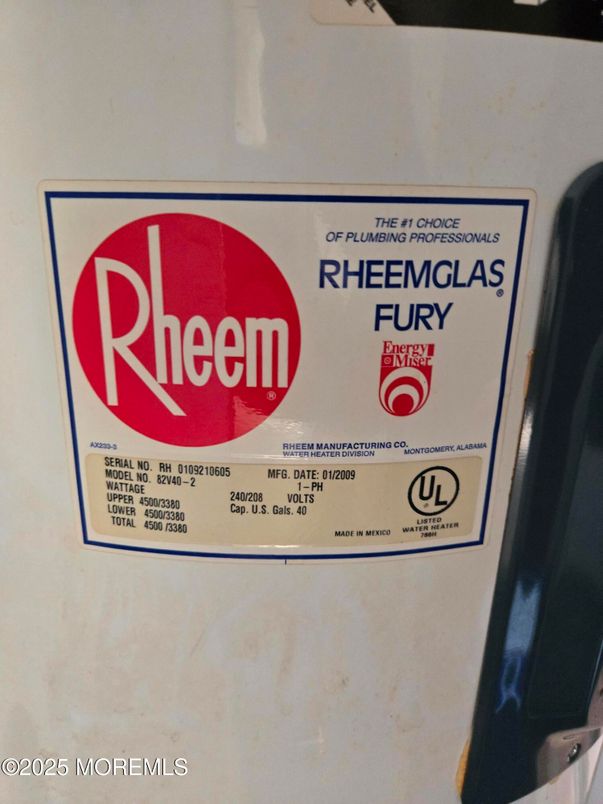 THE #1 CHOICE
OF PLUMBING PROFESSIONALS
Rheem®
RHEEMGLAS®
FURY
Energy
Miser
AX233-3
RHEEM MANUFACTURING CO.
WATER HEATER DIVISION
MONTGOMERY, ALABAMA
SERIAL NO. RH 0109210605 MFG. DATE: 01/2009
MODEL NO. 82V40-2 1-PH
WATTAGE 240/208 VOLTS
UPPER 4500/3380 Cap. U.S. Gals. 40
LOWER 4500/3380
TOTAL 4500 /3380
MADE IN MEXICO
UL
LISTED
WATER HEATER
766H
©2025 MOREMLS